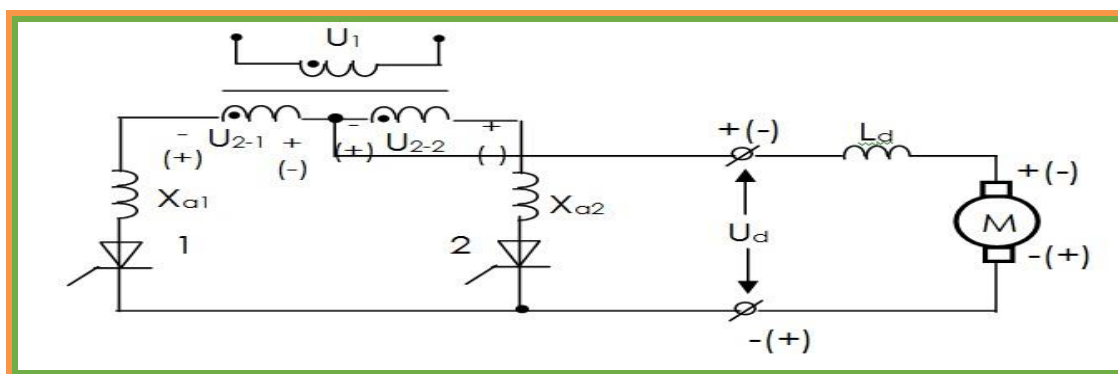 U1
- U2-1 + - U2-2 +
(+) (-) (+) (-)
+(-) Ld
Xa1 Xa2 +(-)
1 2 Ud M
-(+)
-(+)